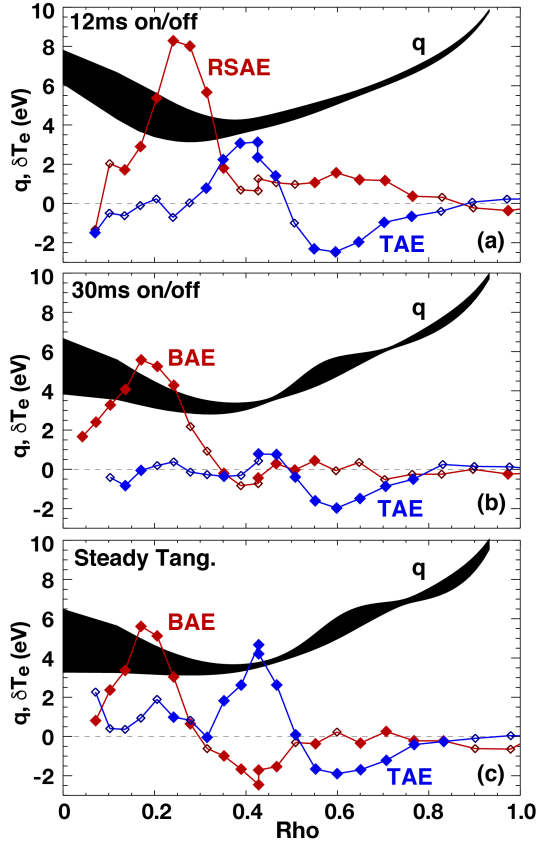 12ms on/off
q
RSAE
TAE
(a)
q, δTe (eV)
10
8
6
4
2
0
-2
30ms on/off
q
BAE
TAE
(b)
q, δTe (eV)
10
8
6
4
2
0
-2
Steady Tang.
q
BAE
TAE
(c)
q, δTe (eV)
10
8
6
4
2
0
-2
0 0.2 0.4 0.6 0.8 1.0
Rho